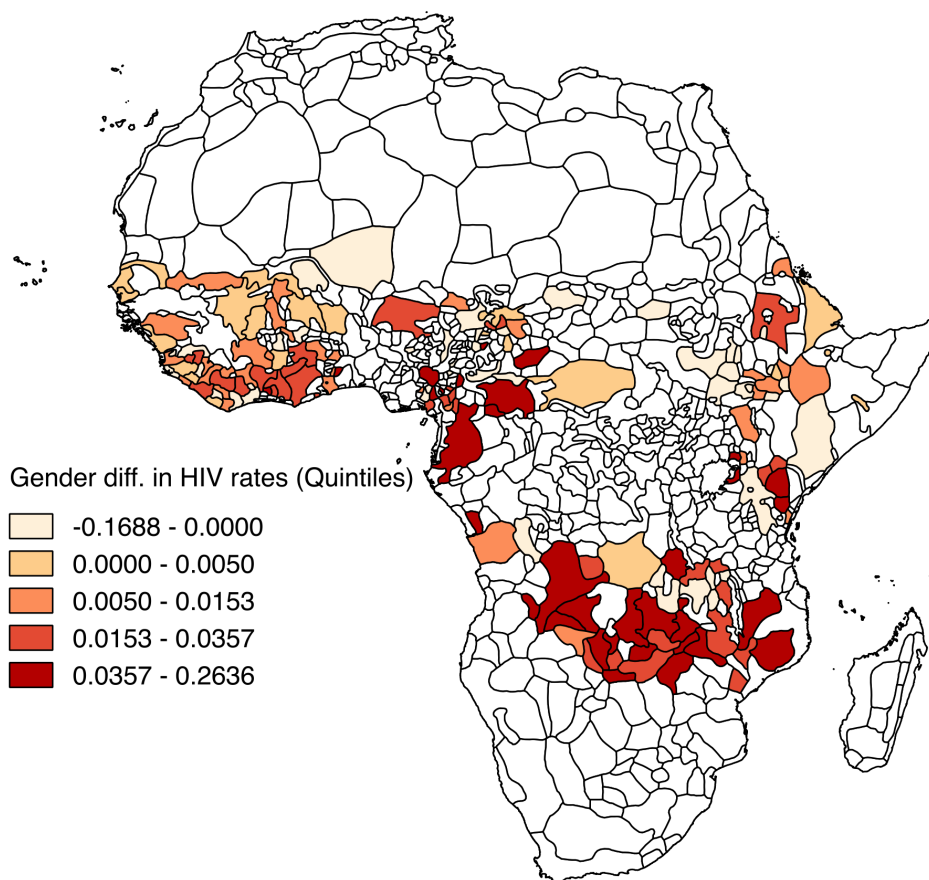 Gender diff. in HIV rates (Quintiles)
-0.1688 - 0.0000
0.0000 - 0.0050
0.0050 - 0.0153
0.0153 - 0.0357
0.0357 - 0.2636